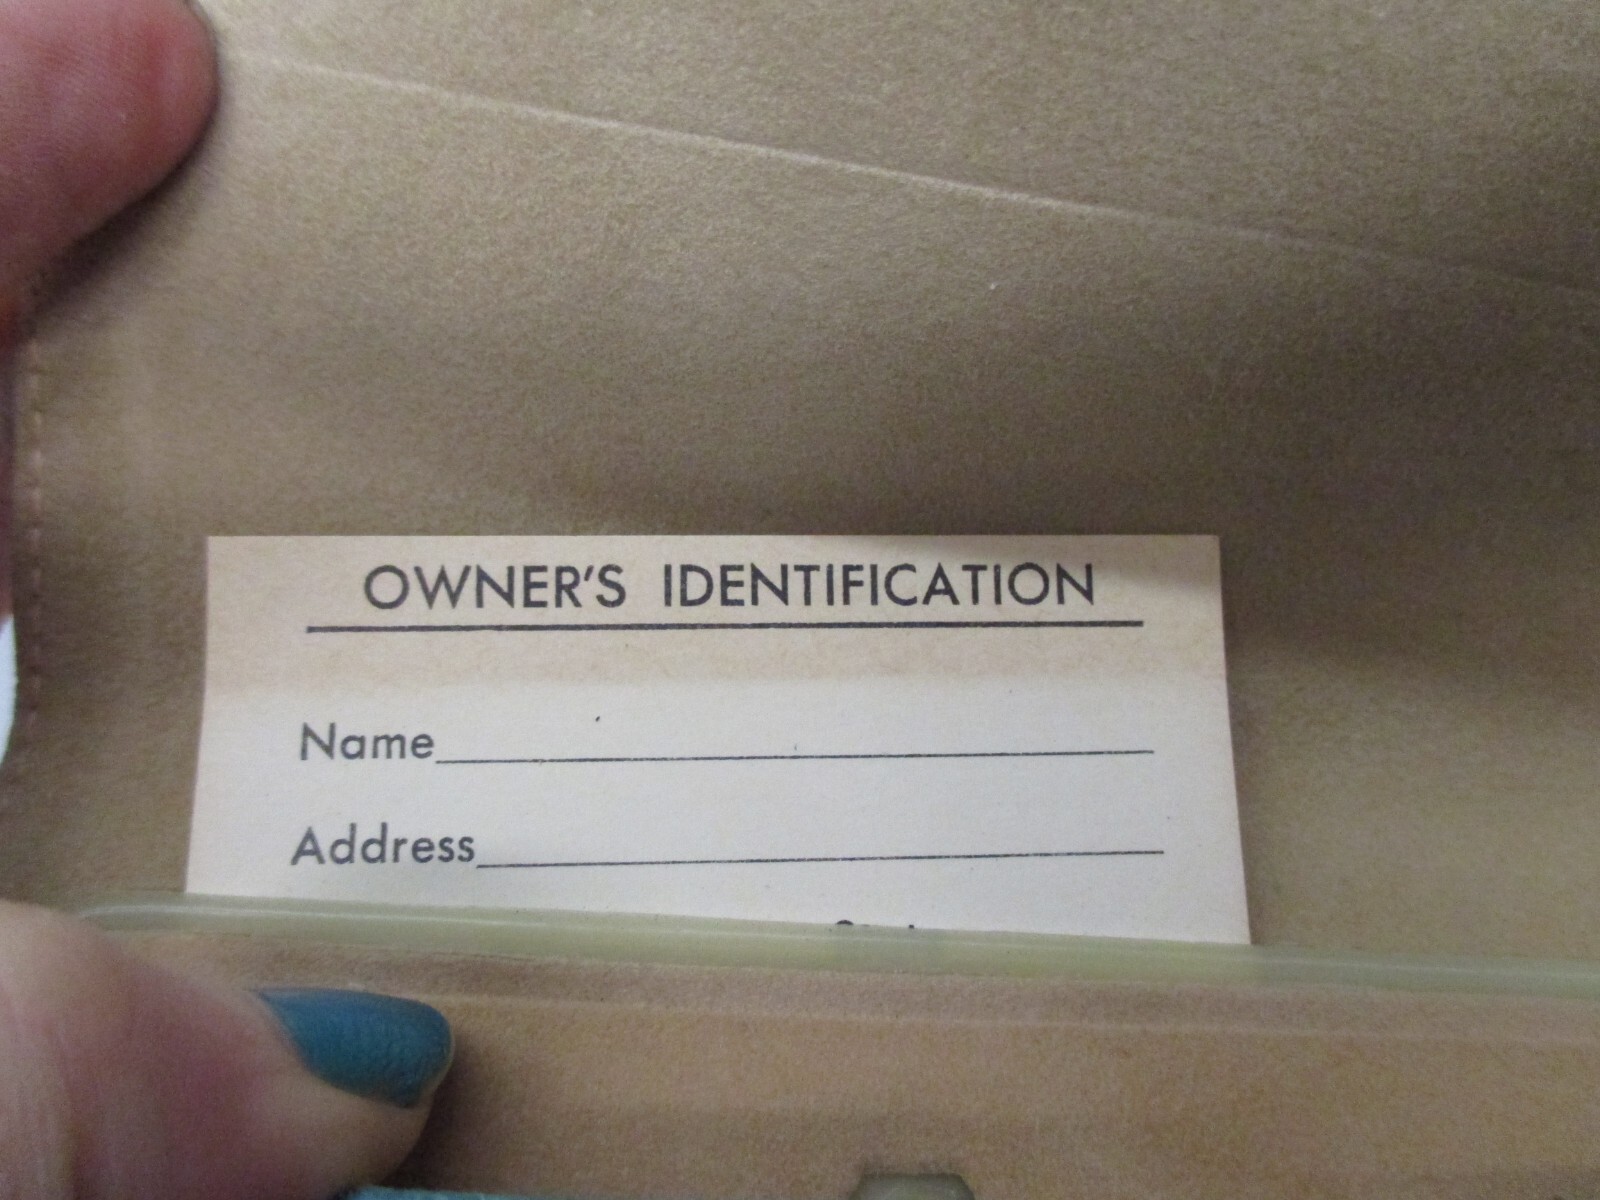 OWNER'S IDENTIFICATION
Name
Address